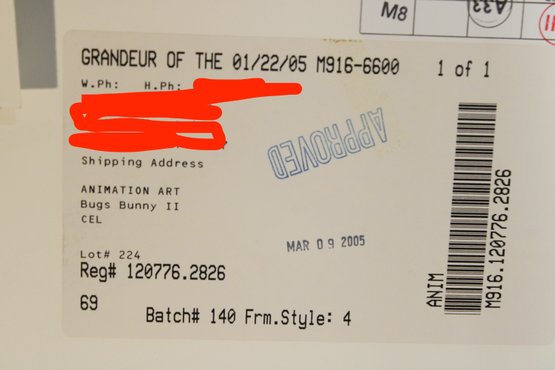 M8
A33
GRANDEUR OF THE 01/22/05 M916-6600 1 of 1
W.Ph: H.Ph:
APPROVED
Shipping Address
ANIMATION ART
Bugs Bunny II
CEL
MAR 09 2005
Lot# 224
Reg# 120776.2826
69
Batch# 140 Frm.Style: 4
ANIM
M916.120776.2826